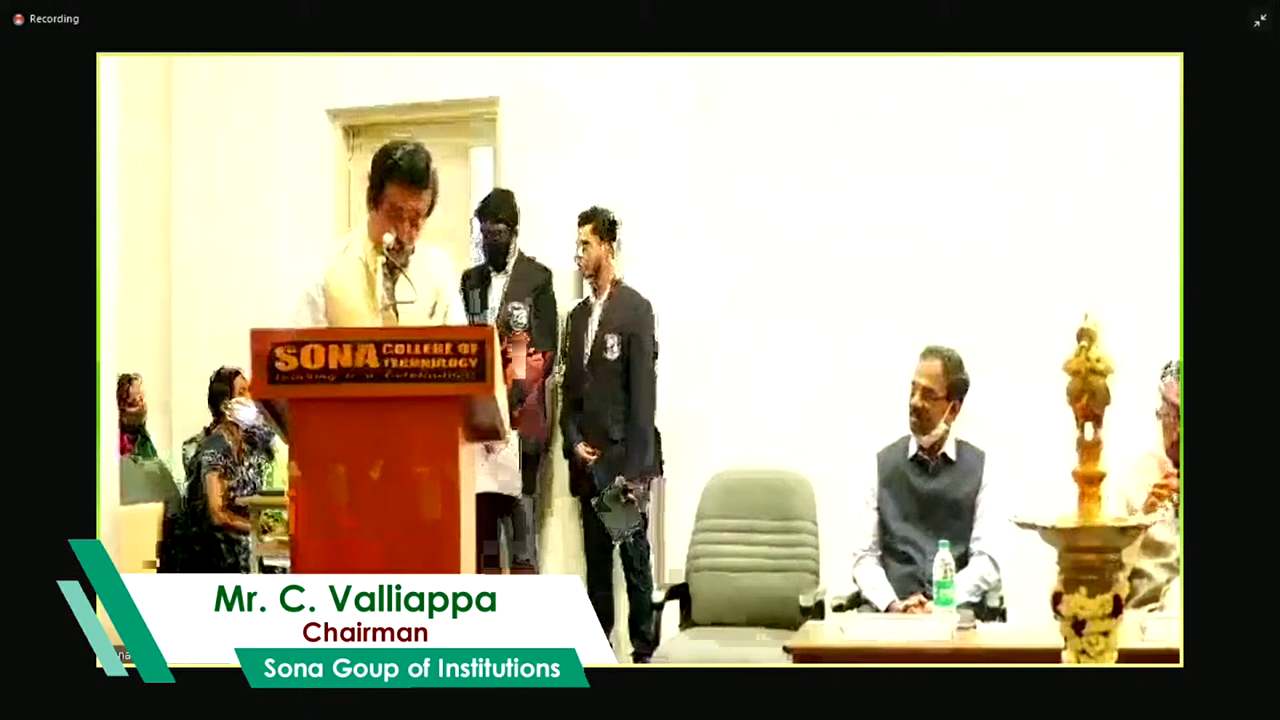 Recording
SONA COLLEGE OF
TECHNOLOGY
Mr. C. Valliappa
Chairman
Sona Goup of Institutions